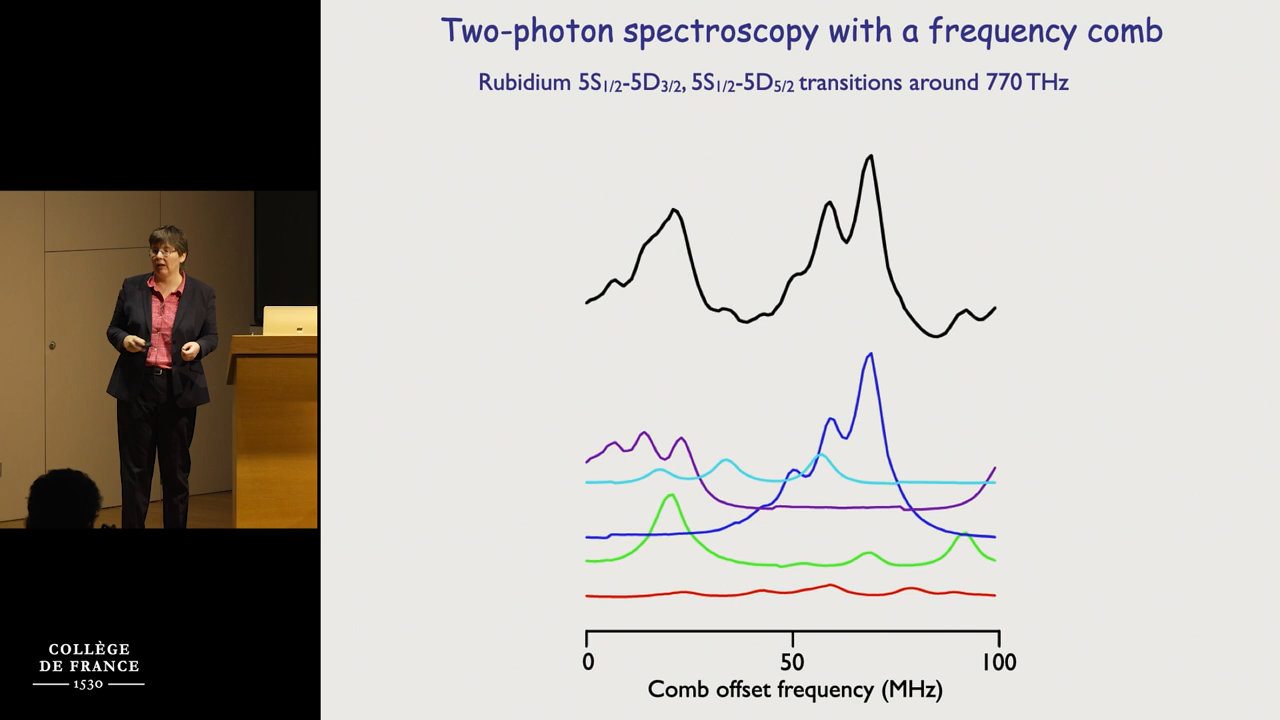 Two-photon spectroscopy with a frequency comb
Rubidium 5S1/2-5D3/2, 5S1/2-5D5/2 transitions around 770 THz
0 50 100
Comb offset frequency (MHz)
COLLÈGE
DE FRANCE
1530